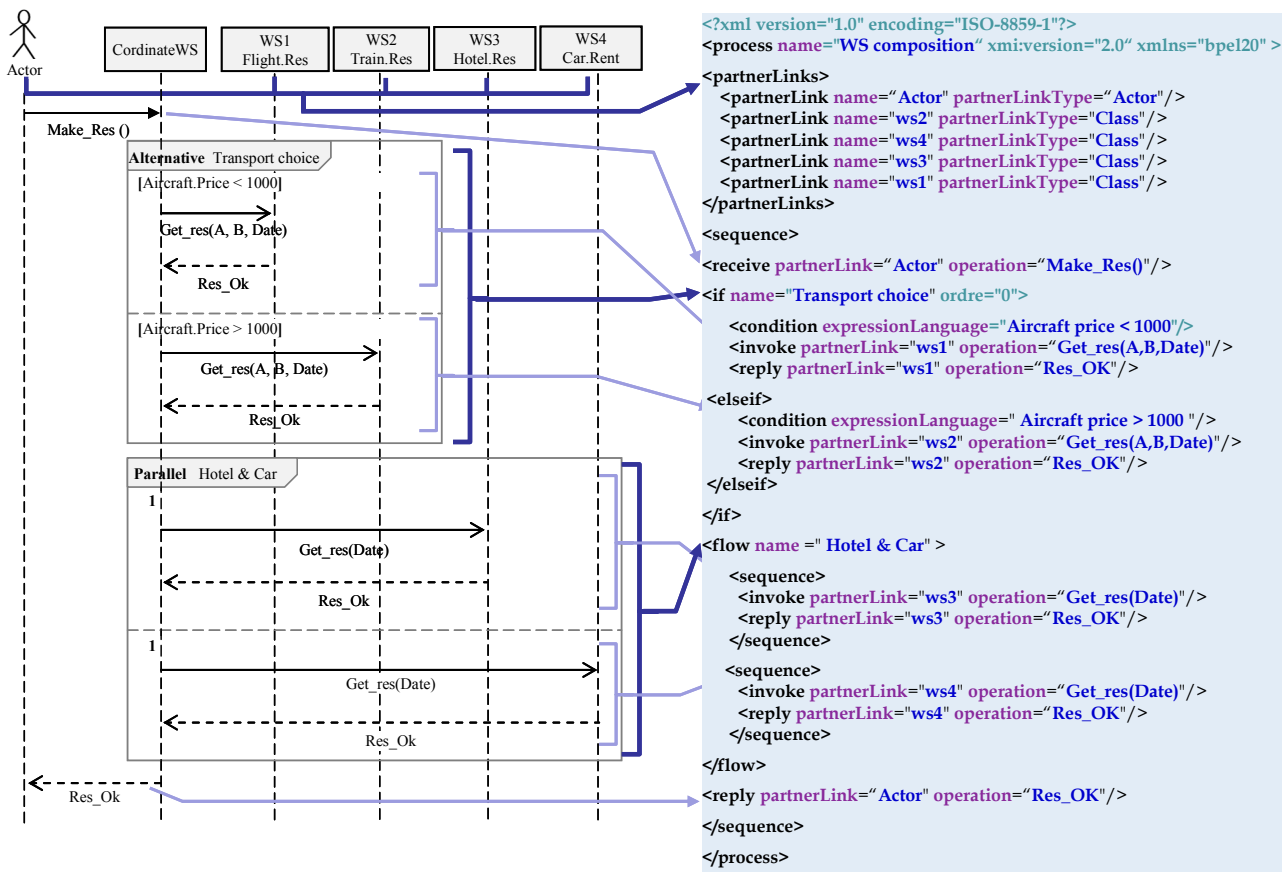 Actor
CordinateWS
WS1
Flight.Res
WS2
Train.Res
WS3
Hotel.Res
WS4
Car.Rent
Make_Res ()
Alternative Transport choice
[Aircraft.Price < 1000]
Get_res(A, B, Date)
Res_Ok
[Aircraft.Price > 1000]
Get_res(A, B, Date)
Res_Ok
Parallel Hotel & Car
1
Get_res(Date)
Res_Ok
1
Get_res(Date)
Res_Ok
Res_Ok
<?xml version="1.0" encoding="ISO-8859-1"?>
<process name="WS composition“ xmi:version="2.0“ xmlns="bpel20" >
<partnerLinks>
<partnerLink name=“Actor" partnerLinkType=“Actor"/>
<partnerLink name="ws2" partnerLinkType="Class"/>
<partnerLink name="ws4" partnerLinkType="Class"/>
<partnerLink name="ws3" partnerLinkType="Class"/>
<partnerLink name="ws1" partnerLinkType="Class"/>
</partnerLinks>
<sequence>
<receive partnerLink=“Actor" operation=“Make_Res()"/>
<if name="Transport choice" ordre="0">
<condition expressionLanguage="Aircraft price < 1000"/>
<invoke partnerLink="ws1" operation=“Get_res(A,B,Date)"/>
<reply partnerLink="ws1" operation=“Res_OK"/>
<elseif>
<condition expressionLanguage=" Aircraft price > 1000 "/>
<invoke partnerLink="ws2" operation=“Get_res(A,B,Date)"/>
<reply partnerLink="ws2" operation=“Res_OK"/>
</elseif>
</if>
<flow name =" Hotel & Car" >
<sequence>
<invoke partnerLink="ws3" operation=“Get_res(Date)"/>
<reply partnerLink="ws3" operation=“Res_OK"/>
</sequence>
<sequence>
<invoke partnerLink="ws4" operation=“Get_res(Date)"/>
<reply partnerLink="ws4" operation=“Res_OK"/>
</sequence>
</flow>
<reply partnerLink=“Actor" operation=“Res_OK"/>
</sequence>
</process>